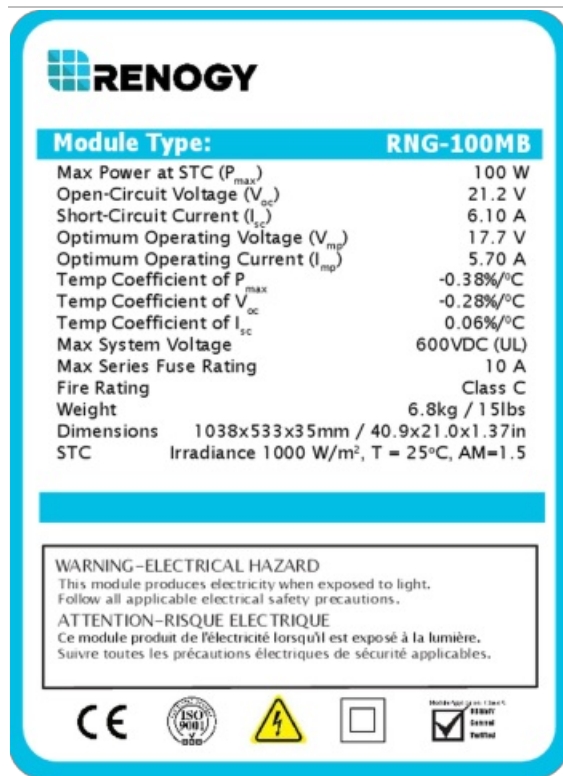 RENOGY
Module Type: RNG-100MB
Max Power at STC (Pmax) 100 W
Open-Circuit Voltage (Voc) 21.2 V
Short-Circuit Current (Isc) 6.10 A
Optimum Operating Voltage (Vmp) 17.7 V
Optimum Operating Current (Imp) 5.70 A
Temp Coefficient of Pmax -0.38%/°C
Temp Coefficient of Voc -0.28%/°C
Temp Coefficient of Isc 0.06%/°C
Max System Voltage 600VDC (UL)
Max Series Fuse Rating 10 A
Fire Rating Class C
Weight 6.8kg / 15lbs
Dimensions 1038x533x35mm / 40.9x21.0x1.37in
STC Irradiance 1000 W/m², T = 25°C, AM=1.5
WARNING–ELECTRICAL HAZARD
This module produces electricity when exposed to light.
Follow all applicable electrical safety precautions.
ATTENTION–RISQUE ELECTRIQUE
Ce module produit de l'électricité lorsqu'il est exposé à la lumière.
Suivre toutes les précautions électriques de sécurité applicables.
CE
ISO
9001